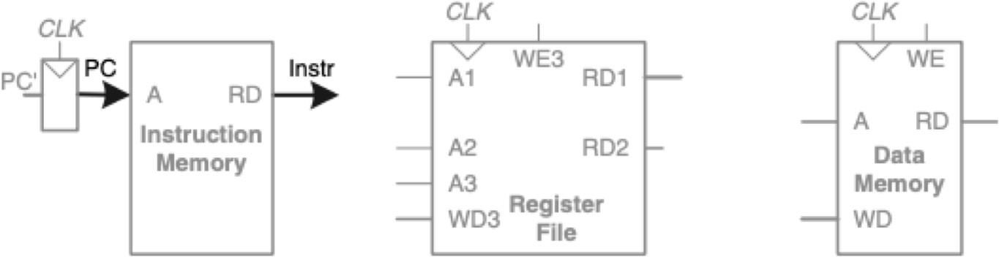 CLK
PC'
PC
A
RD
Instruction
Memory
Instr
CLK
WE3
A1
RD1
A2
RD2
A3
WD3
Register
File
CLK
WE
A
RD
Data
Memory
WD